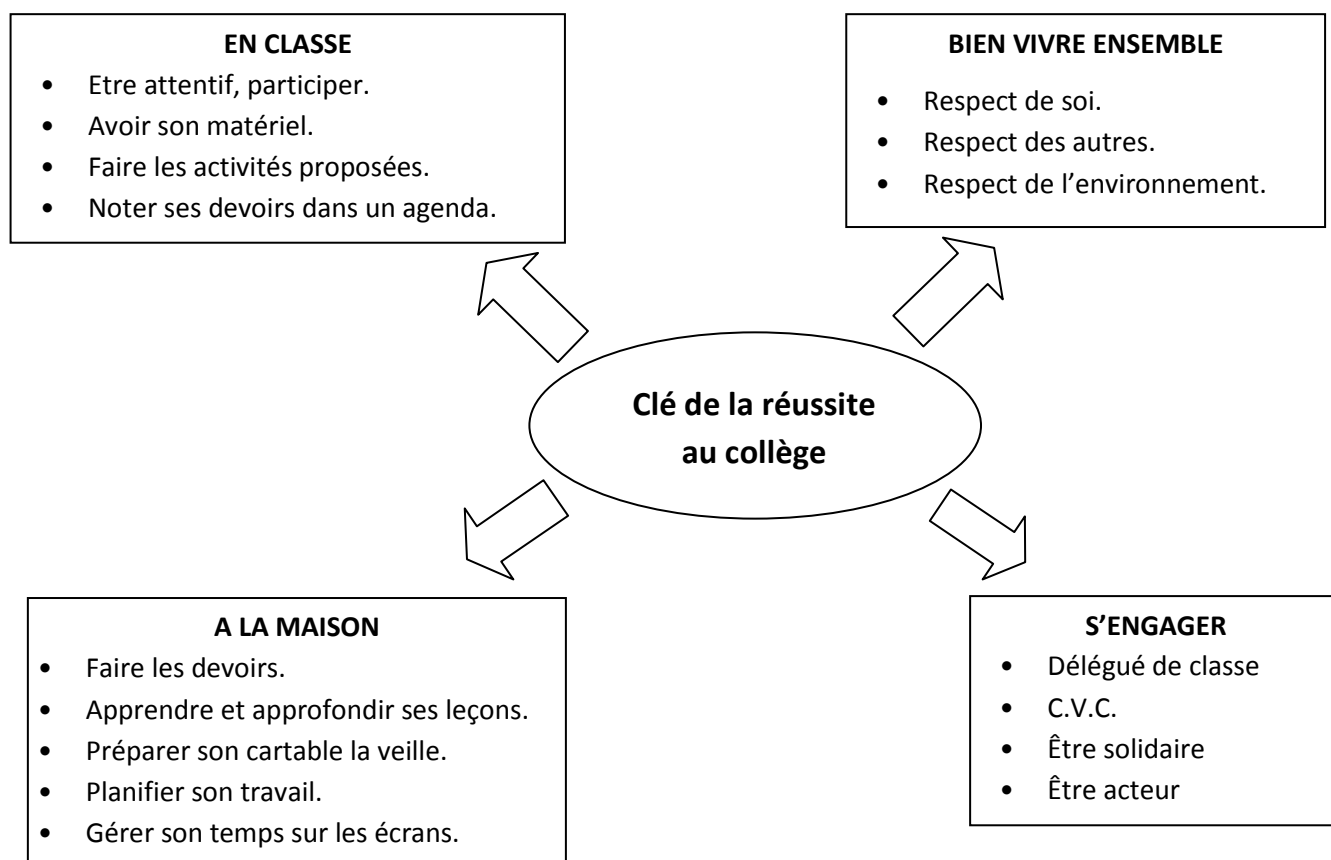 EN CLASSE
• Etre attentif, participer.
• Avoir son matériel.
• Faire les activités proposées.
• Noter ses devoirs dans un agenda.
BIEN VIVRE ENSEMBLE
• Respect de soi.
• Respect des autres.
• Respect de l’environnement.
Clé de la réussite
au collège
A LA MAISON
• Faire les devoirs.
• Apprendre et approfondir ses leçons.
• Préparer son cartable la veille.
• Planifier son travail.
• Gérer son temps sur les écrans.
S’ENGAGER
• Délégué de classe
• C.V.C.
• Être solidaire
• Être acteur